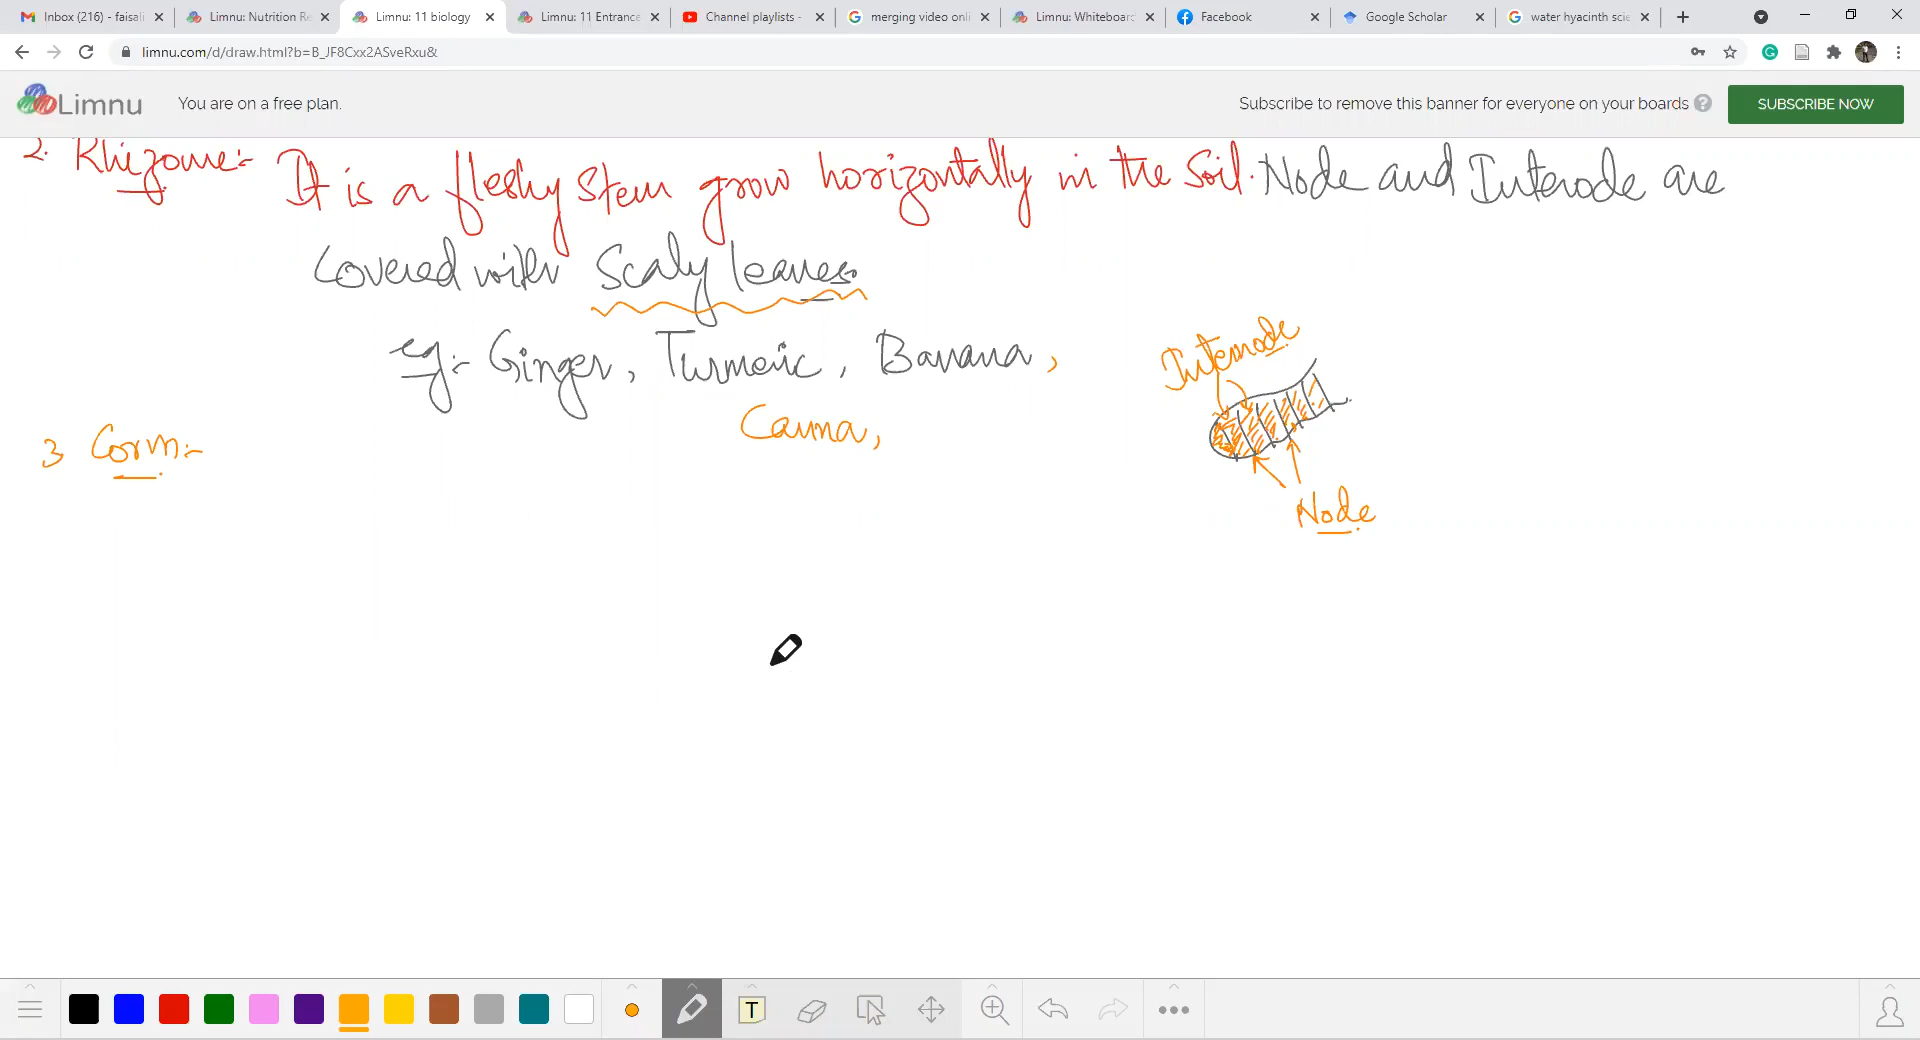 Inbox (216) - faisali
Limnu: Nutrition Re
Limnu: 11 biology
Limnu: 11 Entrance
Channel playlists -
merging video onli
Limnu: Whiteboard
Facebook
Google Scholar
water hyacinth scie
limnu.com/d/draw.html?b=B_JF8Cxx2ASveRxu&
Limnu
You are on a free plan.
Subscribe to remove this banner for everyone on your boards ?
SUBSCRIBE NOW
2. Rhizome:- It is a fleshy stem grow horizontally in the soil. Node and Internode are
covered with Scaly leaves
eg:- Ginger, Turmeric, Banana,
Canna,
Internode
Node
3 Corm:-
T